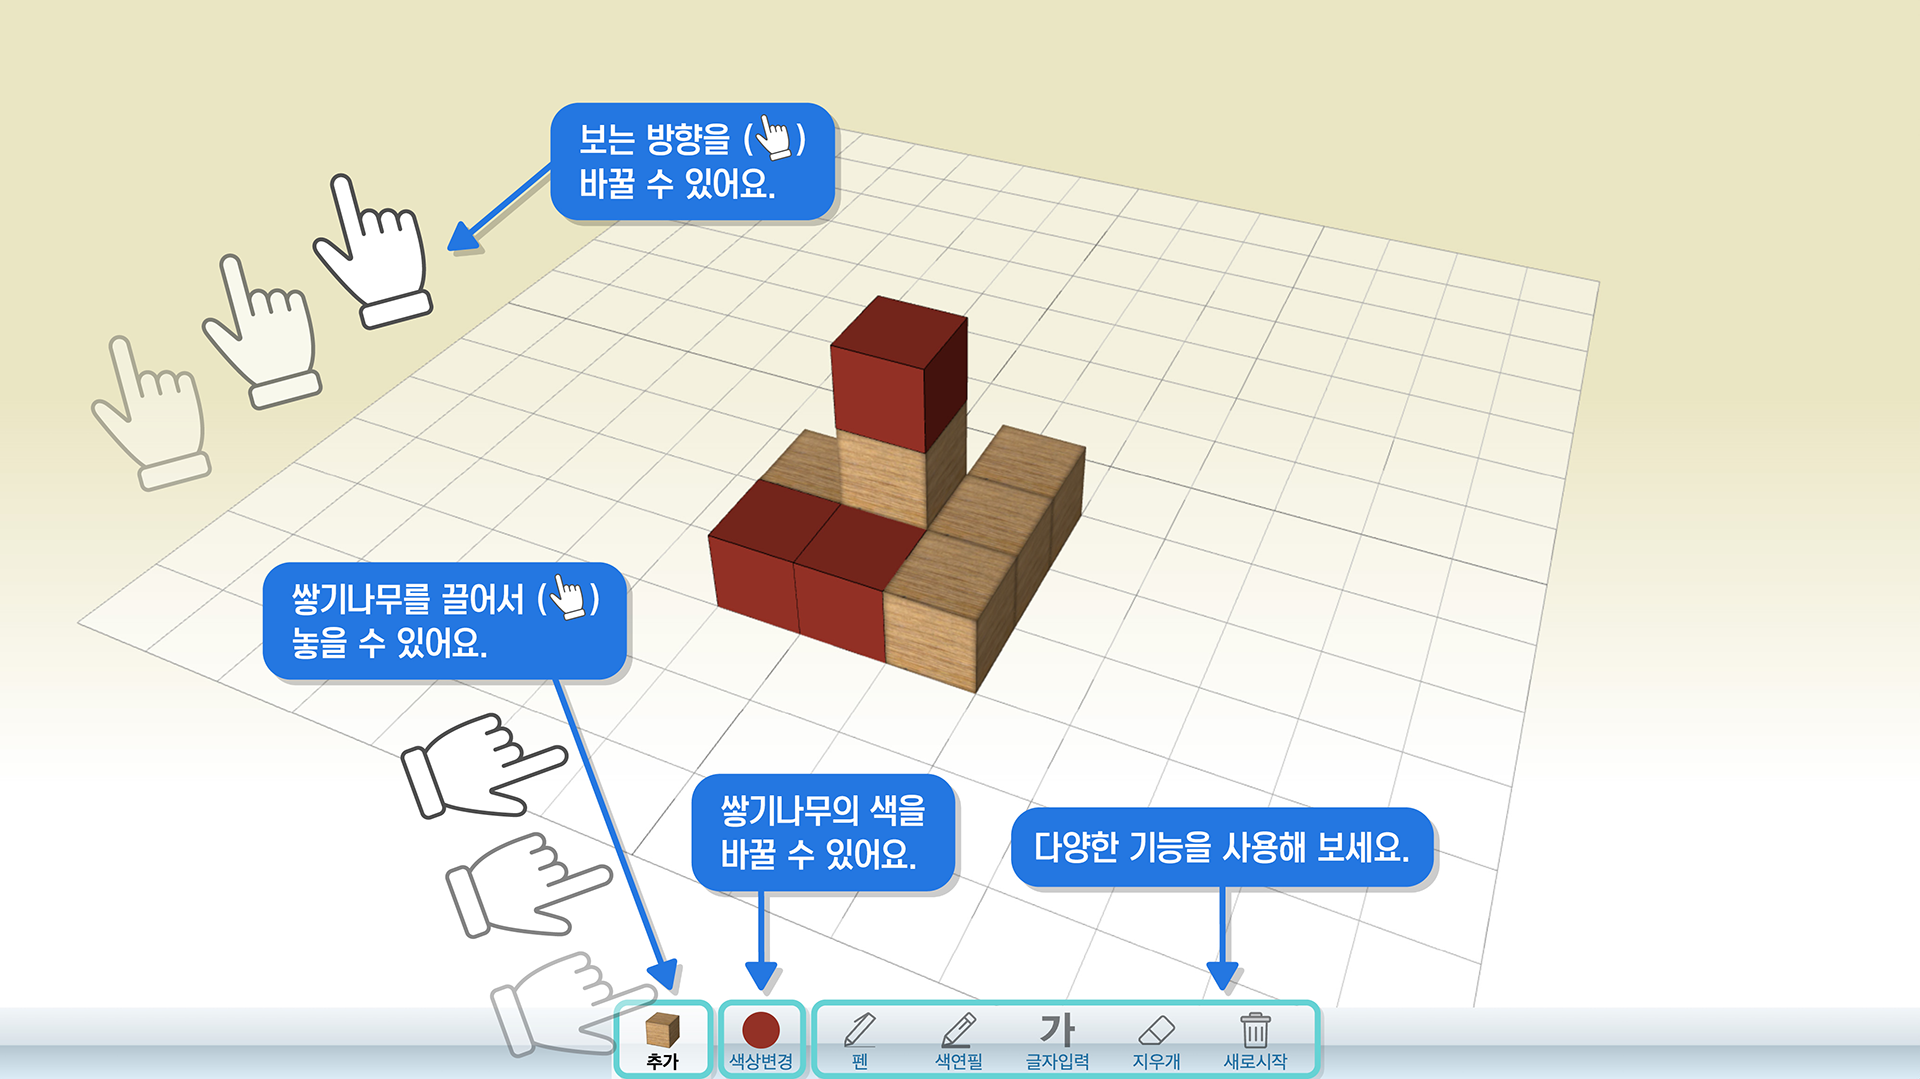 보는 방향을 ( )
바꿀 수 있어요.
쌓기나무를 끌어서 ( )
놓을 수 있어요.
쌓기나무의 색을
바꿀 수 있어요.
다양한 기능을 사용해 보세요.
추가
색상변경
펜
색연필
가
글자입력
지우개
새로시작